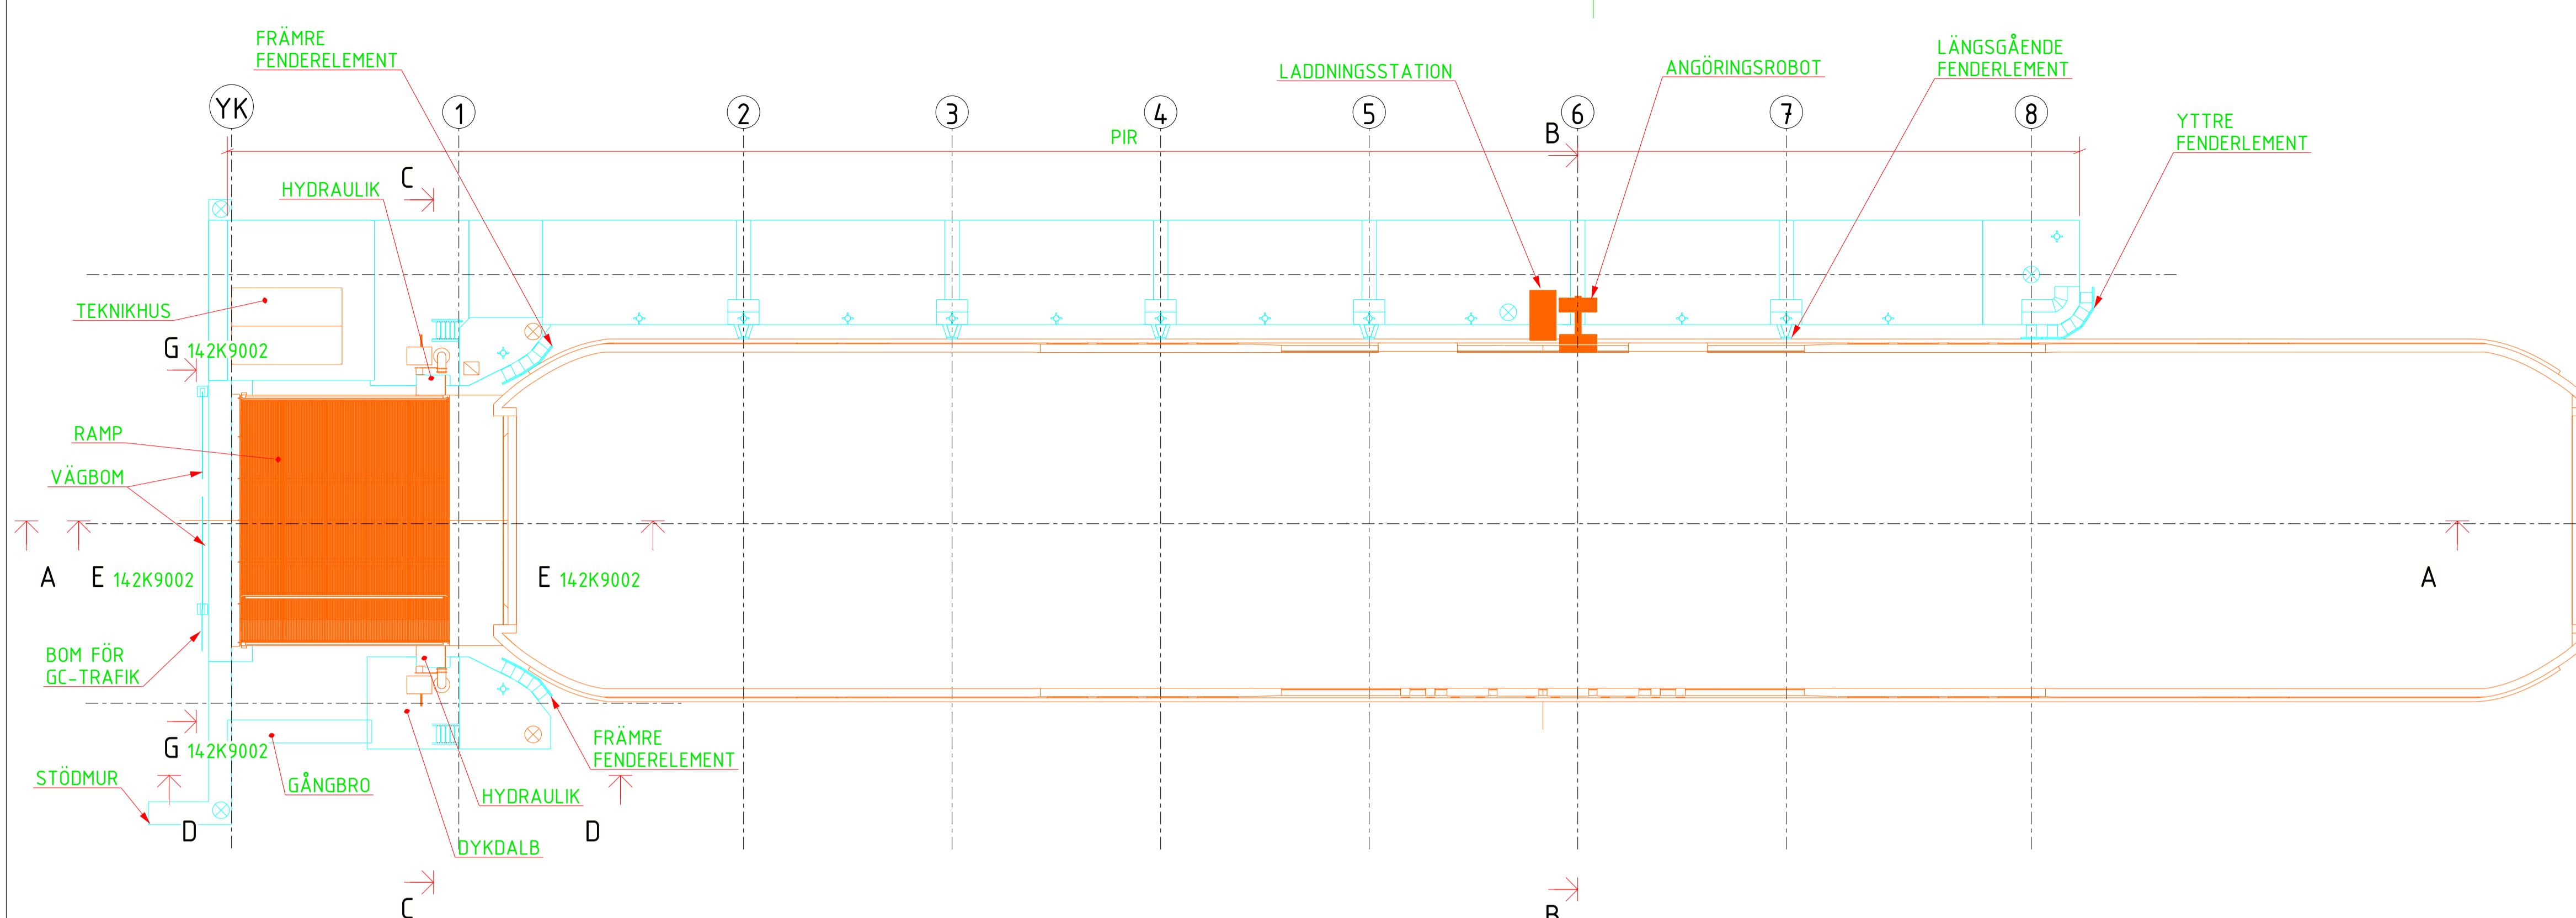 FRÄMRE
FENDERELEMENT
LADDNINGSSTATION
ANGÖRINGSROBOT
LÄNGSGÅENDE
FENDERLEMENT
YK
1
2
3
4
5
6
7
8
B
PIR
YTTRE
FENDERLEMENT
C
HYDRAULIK
TEKNIKHUS
G 142K9002
RAMP
VÄGBOM
A
E 142K9002
E 142K9002
A
BOM FÖR
GC-TRAFIK
G 142K9002
FRÄMRE
FENDERELEMENT
STÖDMUR
GÅNGBRO
HYDRAULIK
D
D
DYKDALB
C
B